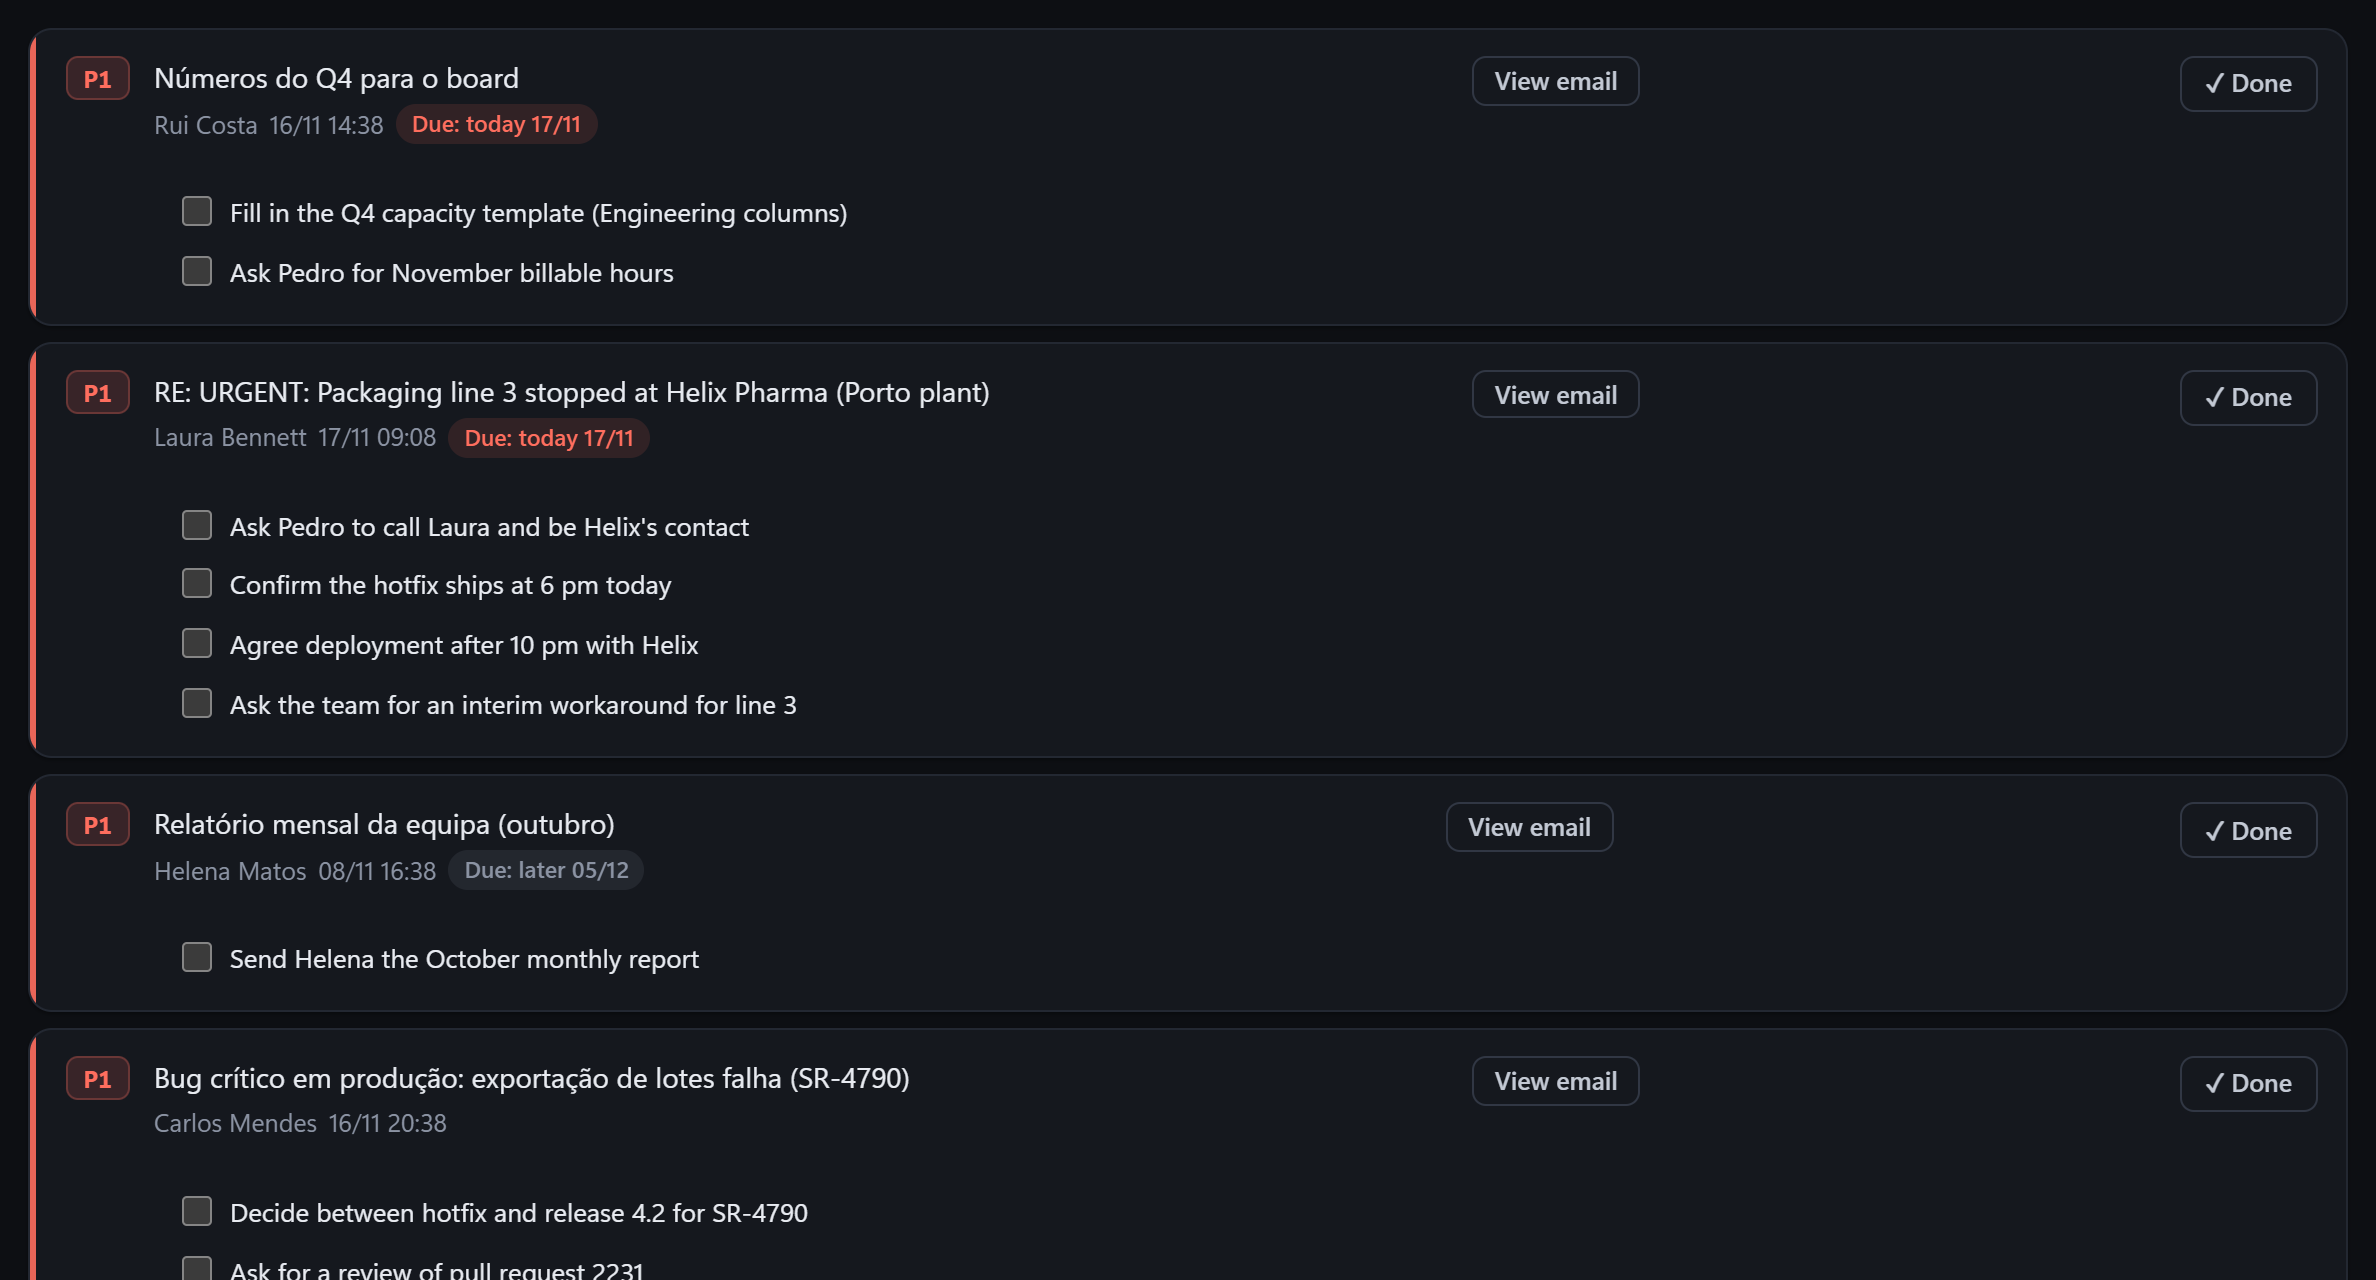 P1 Números do Q4 para o board View email ✓ Done
Rui Costa 16/11 14:38 Due: today 17/11
Fill in the Q4 capacity template (Engineering columns)
Ask Pedro for November billable hours
P1 RE: URGENT: Packaging line 3 stopped at Helix Pharma (Porto plant) View email ✓ Done
Laura Bennett 17/11 09:08 Due: today 17/11
Ask Pedro to call Laura and be Helix's contact
Confirm the hotfix ships at 6 pm today
Agree deployment after 10 pm with Helix
Ask the team for an interim workaround for line 3
P1 Relatório mensal da equipa (outubro) View email ✓ Done
Helena Matos 08/11 16:38 Due: later 05/12
Send Helena the October monthly report
P1 Bug crítico em produção: exportação de lotes falha (SR-4790) View email ✓ Done
Carlos Mendes 16/11 20:38
Decide between hotfix and release 4.2 for SR-4790
Ask for a review of pull request 2231